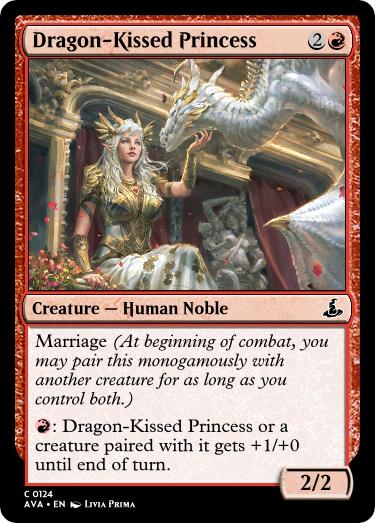 Dragon-Kissed Princess 2
Creature — Human Noble
Marriage (At beginning of combat, you
may pair this monogamously with
another creature for as long as you
control both.)
: Dragon-Kissed Princess or a
creature paired with it gets +1/+0
until end of turn.
2/2
C 0124
AVA • EN Livia Prima